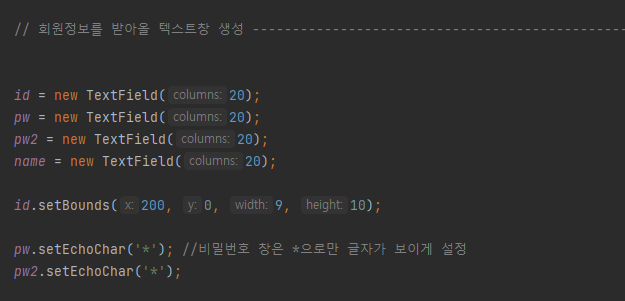 // 회원정보를 받아올 텍스트창 생성 -----------------------------------------------
id = new TextField( columns: 20);
pw = new TextField( columns: 20);
pw2 = new TextField( columns: 20);
name = new TextField( columns: 20);
id.setBounds( x: 200, y: 0, width: 9, height: 10);
pw.setEchoChar('*'); //비밀번호 창은 *으로만 글자가 보이게 설정
pw2.setEchoChar('*');